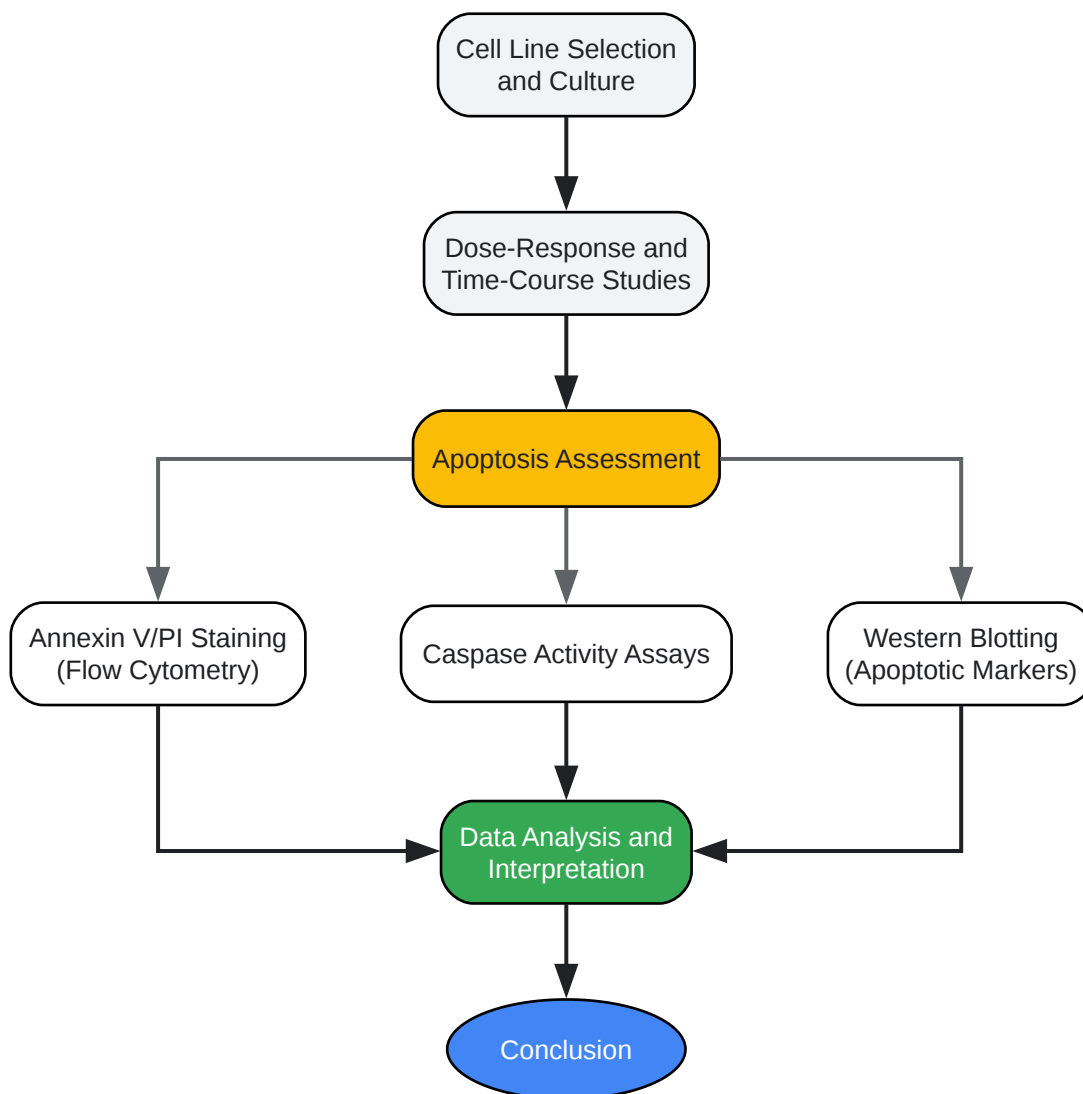 Cell Line Selection
and Culture
Dose-Response and
Time-Course Studies
Apoptosis Assessment
Annexin V/PI Staining
(Flow Cytometry)
Caspase Activity Assays
Western Blotting
(Apoptotic Markers)
Data Analysis and
Interpretation
Conclusion